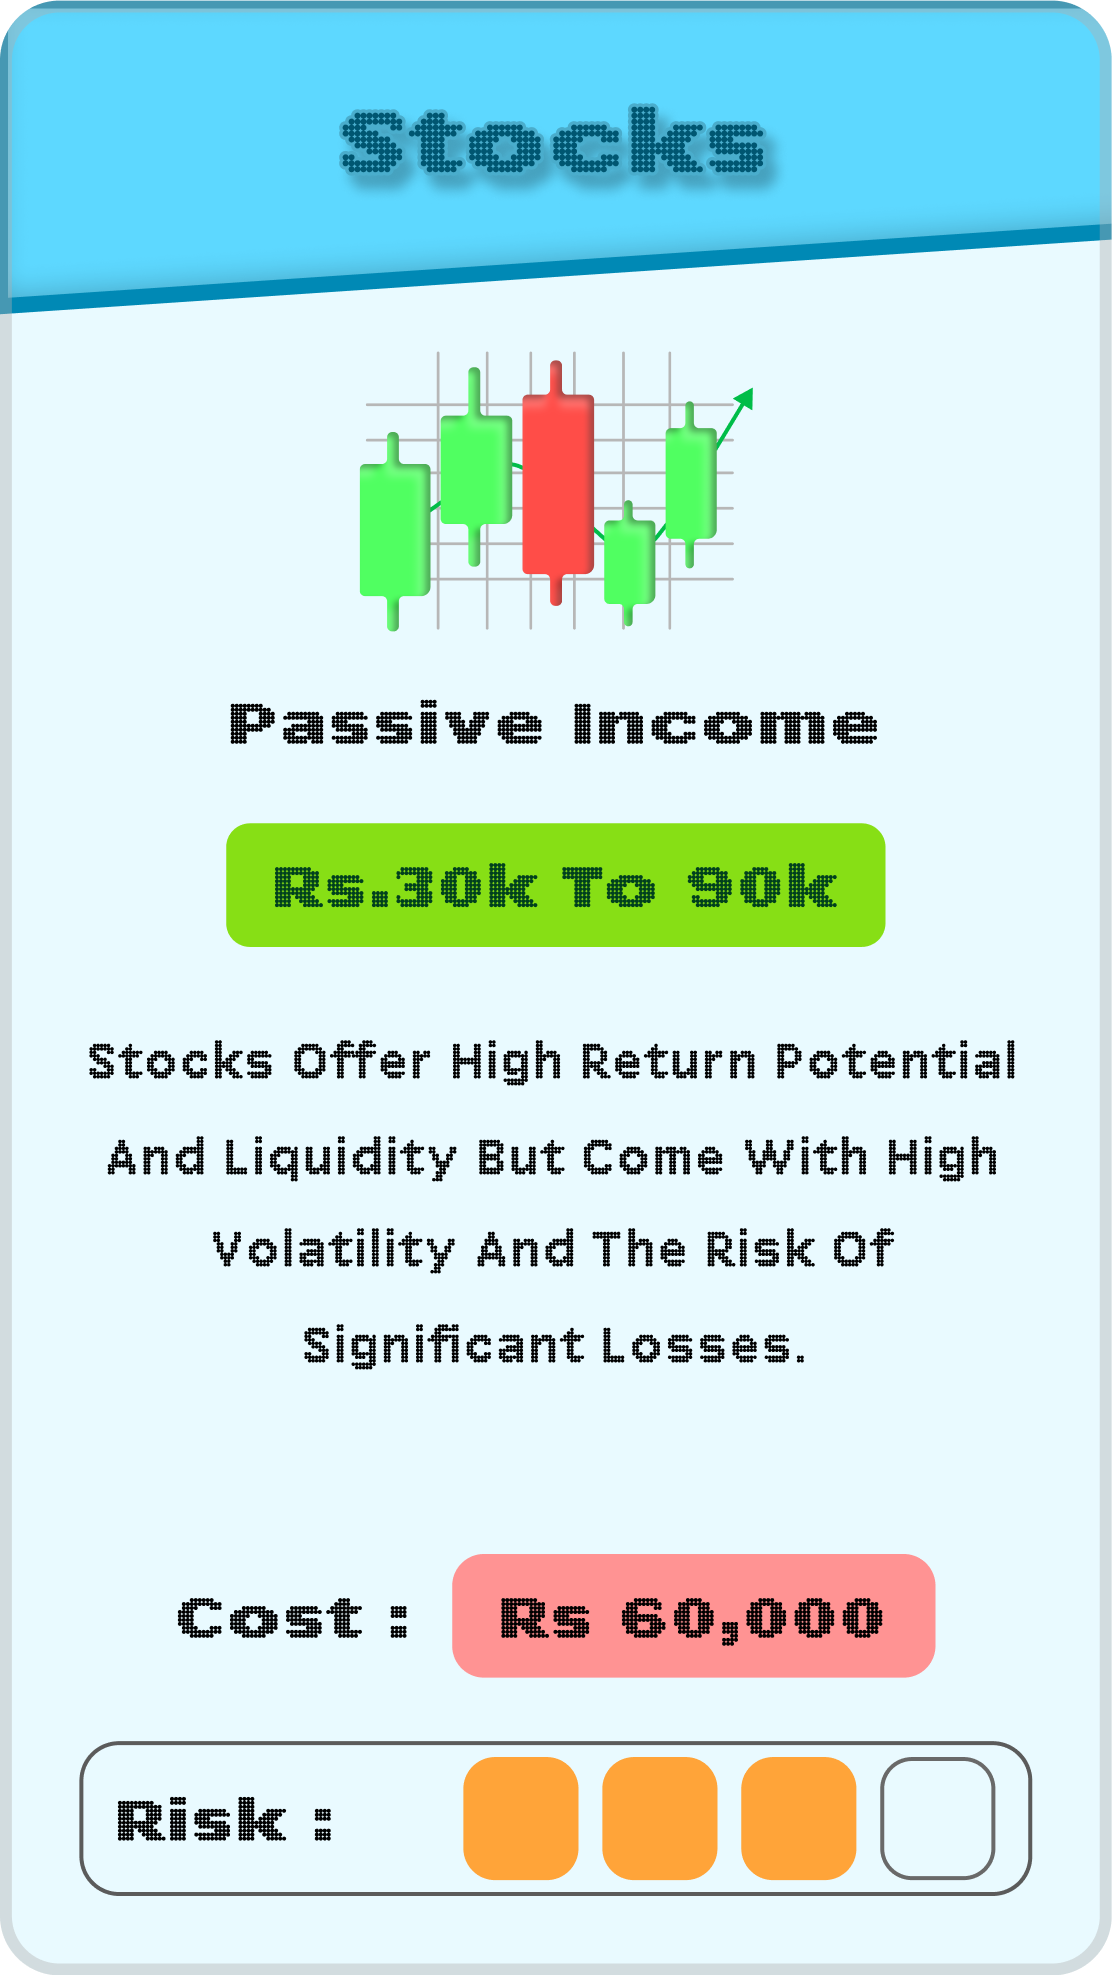 Stocks
Passive Income
Rs.30k To 90k
Stocks Offer High Return Potential
And Liquidity But Come With High
Volatility And The Risk Of
Significant Losses.
Cost : Rs 60,000
Risk :